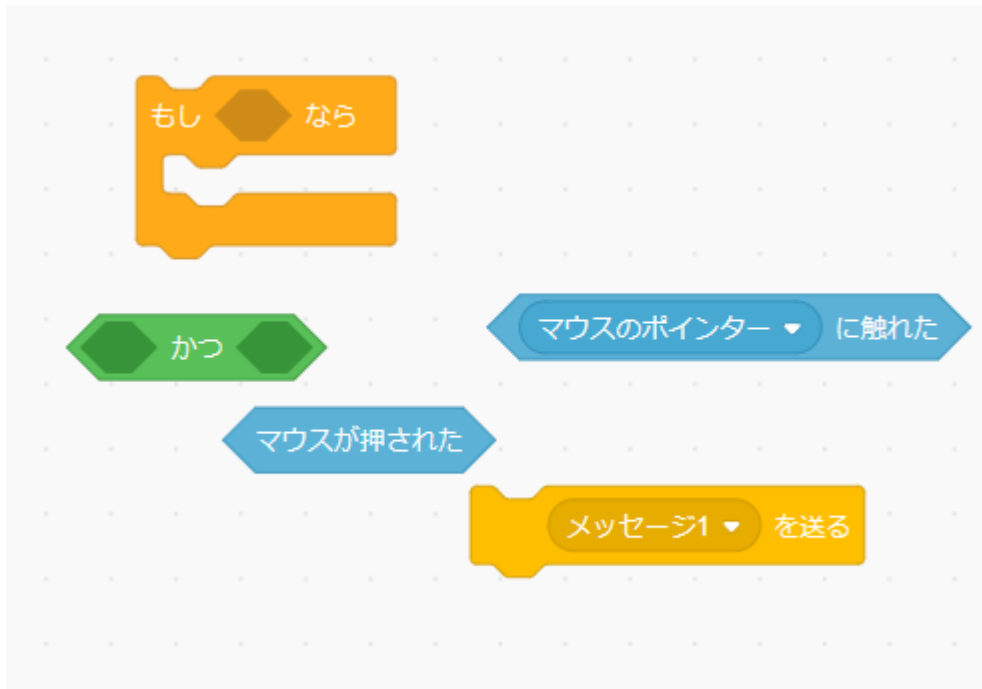 もし なら
マウスのポインター に触れた
かつ
マウスが押された
メッセージ1 を送る